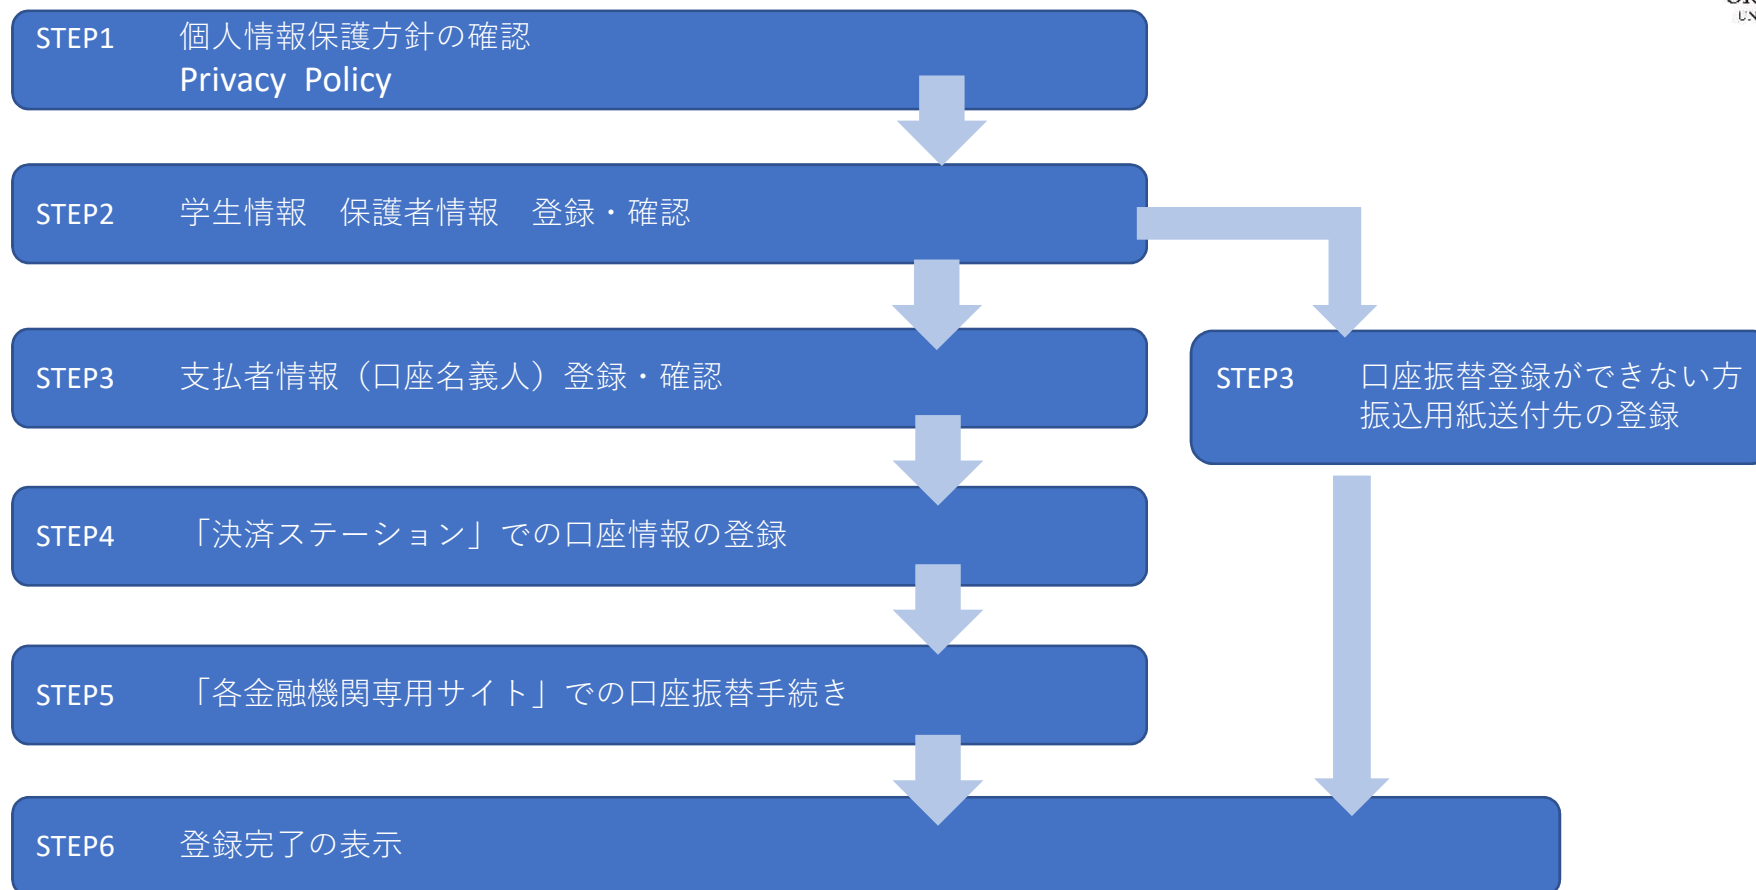 STEP1 個人情報保護方針の確認
Privacy Policy
STEP2 学生情報 保護者情報 登録・確認
STEP3 支払者情報（口座名義人）登録・確認
STEP3 口座振替登録ができない方
振込用紙送付先の登録
STEP4 「決済ステーション」での口座情報の登録
STEP5 「各金融機関専用サイト」での口座振替手続き
STEP6 登録完了の表示